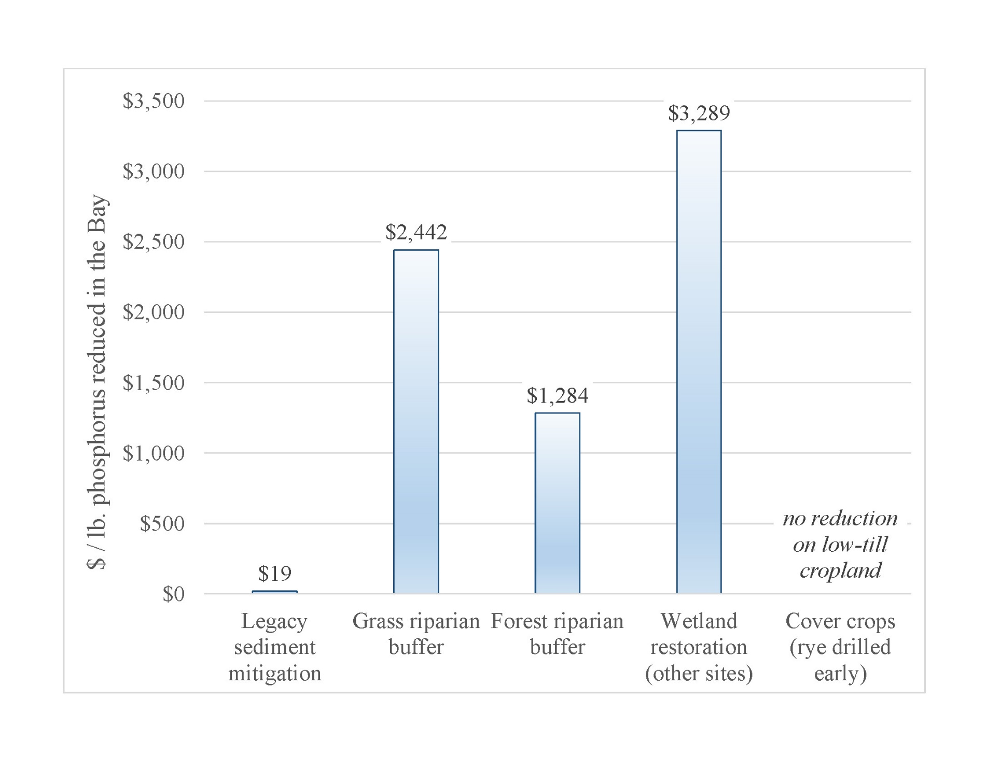 $ / lb. phosphorus reduced in the Bay
$3,500
$3,000
$2,500
$2,000
$1,500
$1,000
$500
$0
$19
$2,442
$1,284
$3,289
no reduction
on low-till
cropland
Legacy
sediment
mitigation
Grass riparian
buffer
Forest riparian
buffer
Wetland
restoration
(other sites)
Cover crops
(rye drilled
early)